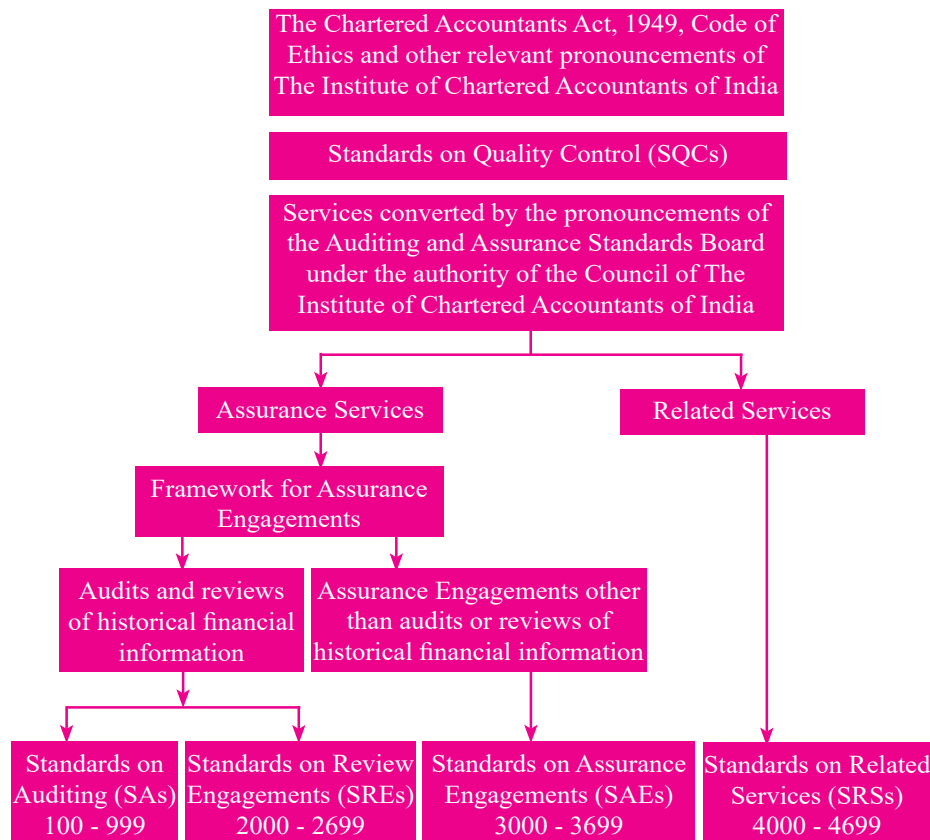 The Chartered Accountants Act, 1949, Code
of Ethics and other relevant pronouncements of
The Institute of Chartered Accountants of India
Standards on Quality Control (SQCs)
Services converted by the pronouncements of
the Auditing and Assurance Standards Board
under the authority of the Council of The
Institute of Chartered Accountants of India
Assurance Services
Related Services
Framework for Assurance
Engagements
Audits and reviews
of historical financial
information
Assurance Engagements other
than audits or reviews of
historical financial information
Standards on
Auditing (SAs)
100 - 999
Standards on Review
Engagements (SREs)
2000 - 2699
Standards on Assurance
Engagements (SAEs)
3000 - 3699
Standards on Related
Services (SRSs)
4000 - 4699